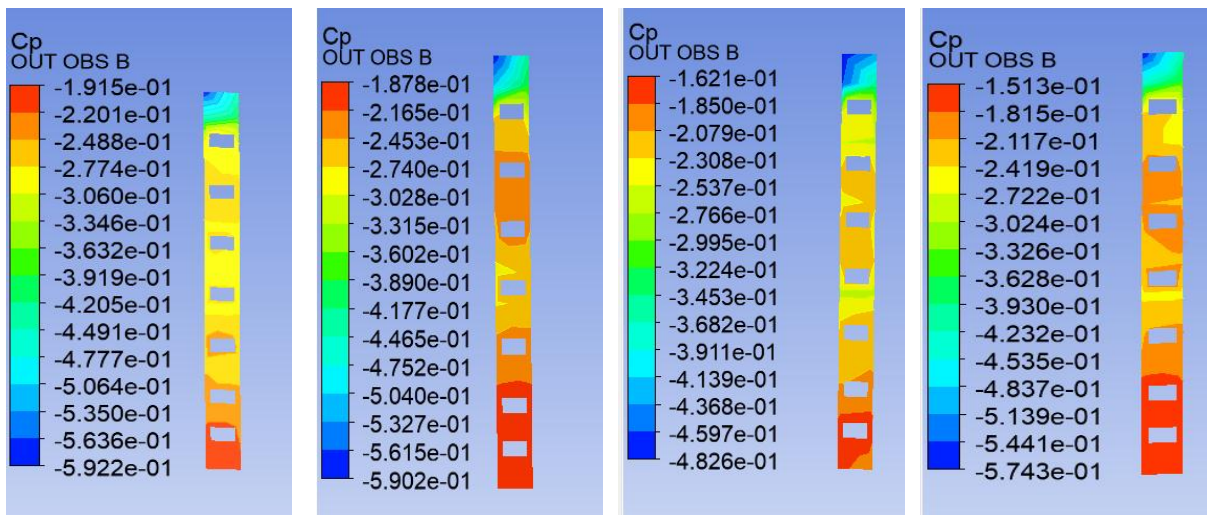 Cp
OUT OBS B
-1.915e-01
-2.201e-01
-2.488e-01
-2.774e-01
-3.060e-01
-3.346e-01
-3.632e-01
-3.919e-01
-4.205e-01
-4.491e-01
-4.777e-01
-5.064e-01
-5.350e-01
-5.636e-01
-5.922e-01
Cp
OUT OBS B
-1.878e-01
-2.165e-01
-2.453e-01
-2.740e-01
-3.028e-01
-3.315e-01
-3.602e-01
-3.890e-01
-4.177e-01
-4.465e-01
-4.752e-01
-5.040e-01
-5.327e-01
-5.615e-01
-5.902e-01
Cp
OUT OBS B
-1.621e-01
-1.850e-01
-2.079e-01
-2.308e-01
-2.537e-01
-2.766e-01
-2.995e-01
-3.224e-01
-3.453e-01
-3.682e-01
-3.911e-01
-4.139e-01
-4.368e-01
-4.597e-01
-4.826e-01
Cp
OUT OBS B
-1.513e-01
-1.815e-01
-2.117e-01
-2.419e-01
-2.722e-01
-3.024e-01
-3.326e-01
-3.628e-01
-3.930e-01
-4.232e-01
-4.535e-01
-4.837e-01
-5.139e-01
-5.441e-01
-5.743e-01